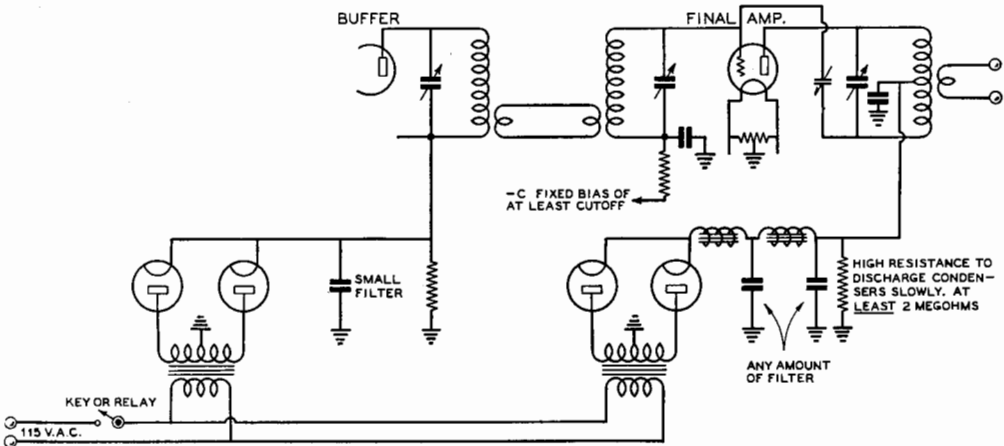 BUFFER
FINAL AMP.
-C FIXED BIAS OF
AT LEAST CUTOFF
SMALL
FILTER
HIGH RESISTANCE TO
DISCHARGE CONDEN-
SERS SLOWLY. AT
LEAST 2 MEGOHMS
ANY AMOUNT
OF FILTER
KEY OR RELAY
115 V.A.C.